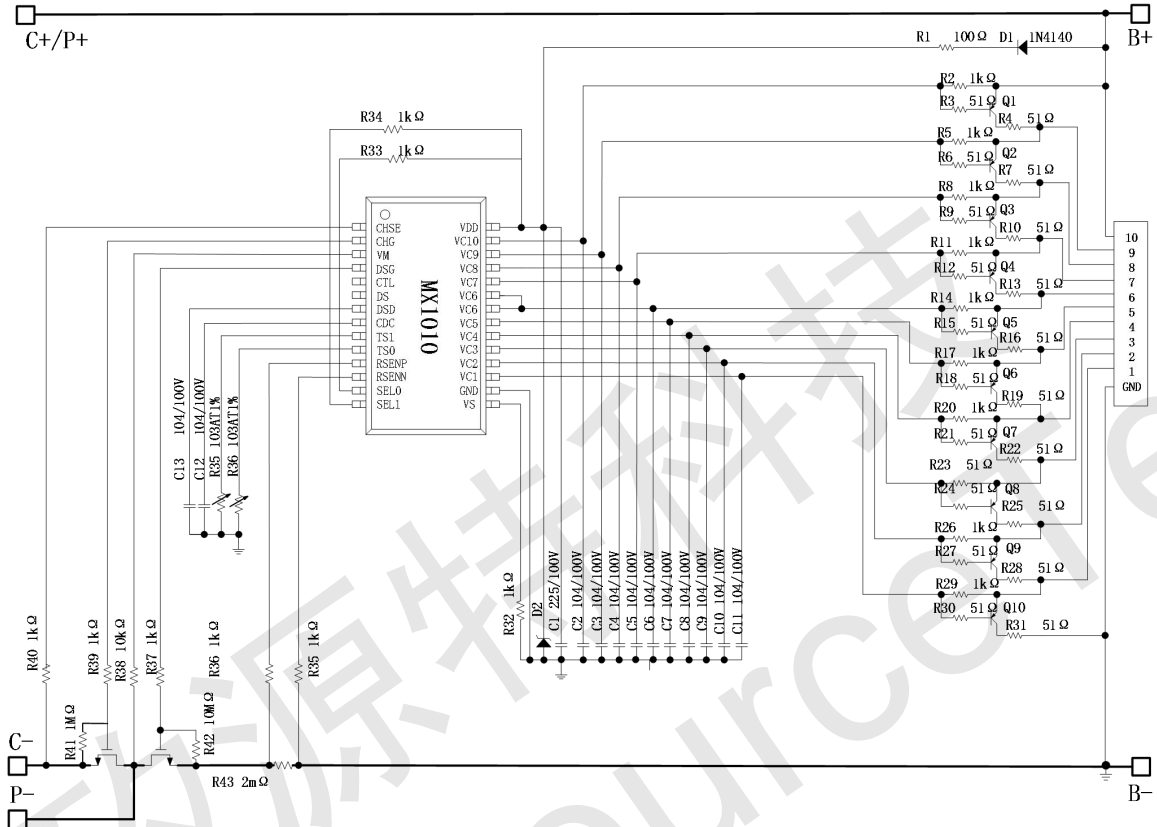 C+/P+
B+
R1 100Ω D1 1N4140
R2 1kΩ
R3 51Ω Q1
R4 51Ω
R34 1kΩ
R5 1kΩ
R33 1kΩ
R6 51Ω Q2
R7 51Ω
R8 1kΩ
R9 51Ω Q3
R10 51Ω
R11 1kΩ
R12 51Ω Q4
R13 51Ω
R14 1kΩ
R15 51Ω Q5
R16 51Ω
R17 1kΩ
R18 51Ω Q6
R19 51Ω
R20 1kΩ
R21 51Ω Q7
R22 51Ω
R23 51Ω
R24 51Ω Q8
R25 51Ω
R26 1kΩ
R27 51Ω Q9
R28 51Ω
R29 1kΩ
R30 51Ω Q10
R31 51Ω
10
9
8
7
6
5
4
3
2
1
GND
MX1010
CHSE VDD
CHG VC10
VM VC9
DSG VC8
CTL VC7
DS VC6
DSD VC6
CDC VC5
TS1 VC4
TS0 VC3
RSENP VC2
RSENN VC1
SEL0 GND
SEL1 VS
C13 104/100V
C12 104/100V
R35 103AT1%
R36 103AT1%
R32 1kΩ
D2
C1 225/100V
C2 104/100V
C3 104/100V
C4 104/100V
C5 104/100V
C6 104/100V
C7 104/100V
C8 104/100V
C9 104/100V
C10 104/100V
C11 104/100V
R40 1kΩ
R39 1kΩ
R38 10kΩ
R37 1kΩ
R36 1kΩ
R35 1kΩ
R41 1MΩ
R42 10MΩ
R43 2mΩ
C-
P-
B-
源特科技
ourceTe